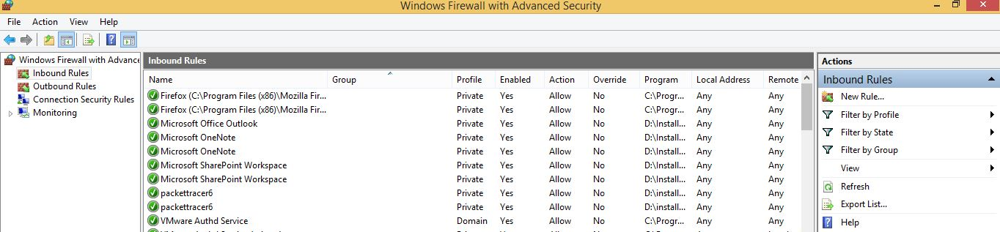 Windows Firewall with Advanced Security
File Action View Help
Windows Firewall with Advance
Inbound Rules
Outbound Rules
Connection Security Rules
Monitoring
Inbound Rules
Name Group Profile Enabled Action Override Program Local Address Remote
Firefox (C:\Program Files (x86)\Mozilla Fir... Private Yes Allow No C:\Progr... Any Any
Firefox (C:\Program Files (x86)\Mozilla Fir... Private Yes Allow No C:\Progr... Any Any
Microsoft Office Outlook Private Yes Allow No D:\Install... Any Any
Microsoft OneNote Private Yes Allow No D:\Install... Any Any
Microsoft OneNote Private Yes Allow No D:\Install... Any Any
Microsoft SharePoint Workspace Private Yes Allow No D:\Install... Any Any
Microsoft SharePoint Workspace Private Yes Allow No D:\Install... Any Any
packettracer6 Private Yes Allow No D:\install... Any Any
packettracer6 Private Yes Allow No D:\install... Any Any
VMware Authd Service Domain Yes Allow No C:\Progr... Any Any
Actions
Inbound Rules
New Rule...
Filter by Profile
Filter by State
Filter by Group
View
Refresh
Export List...
Help